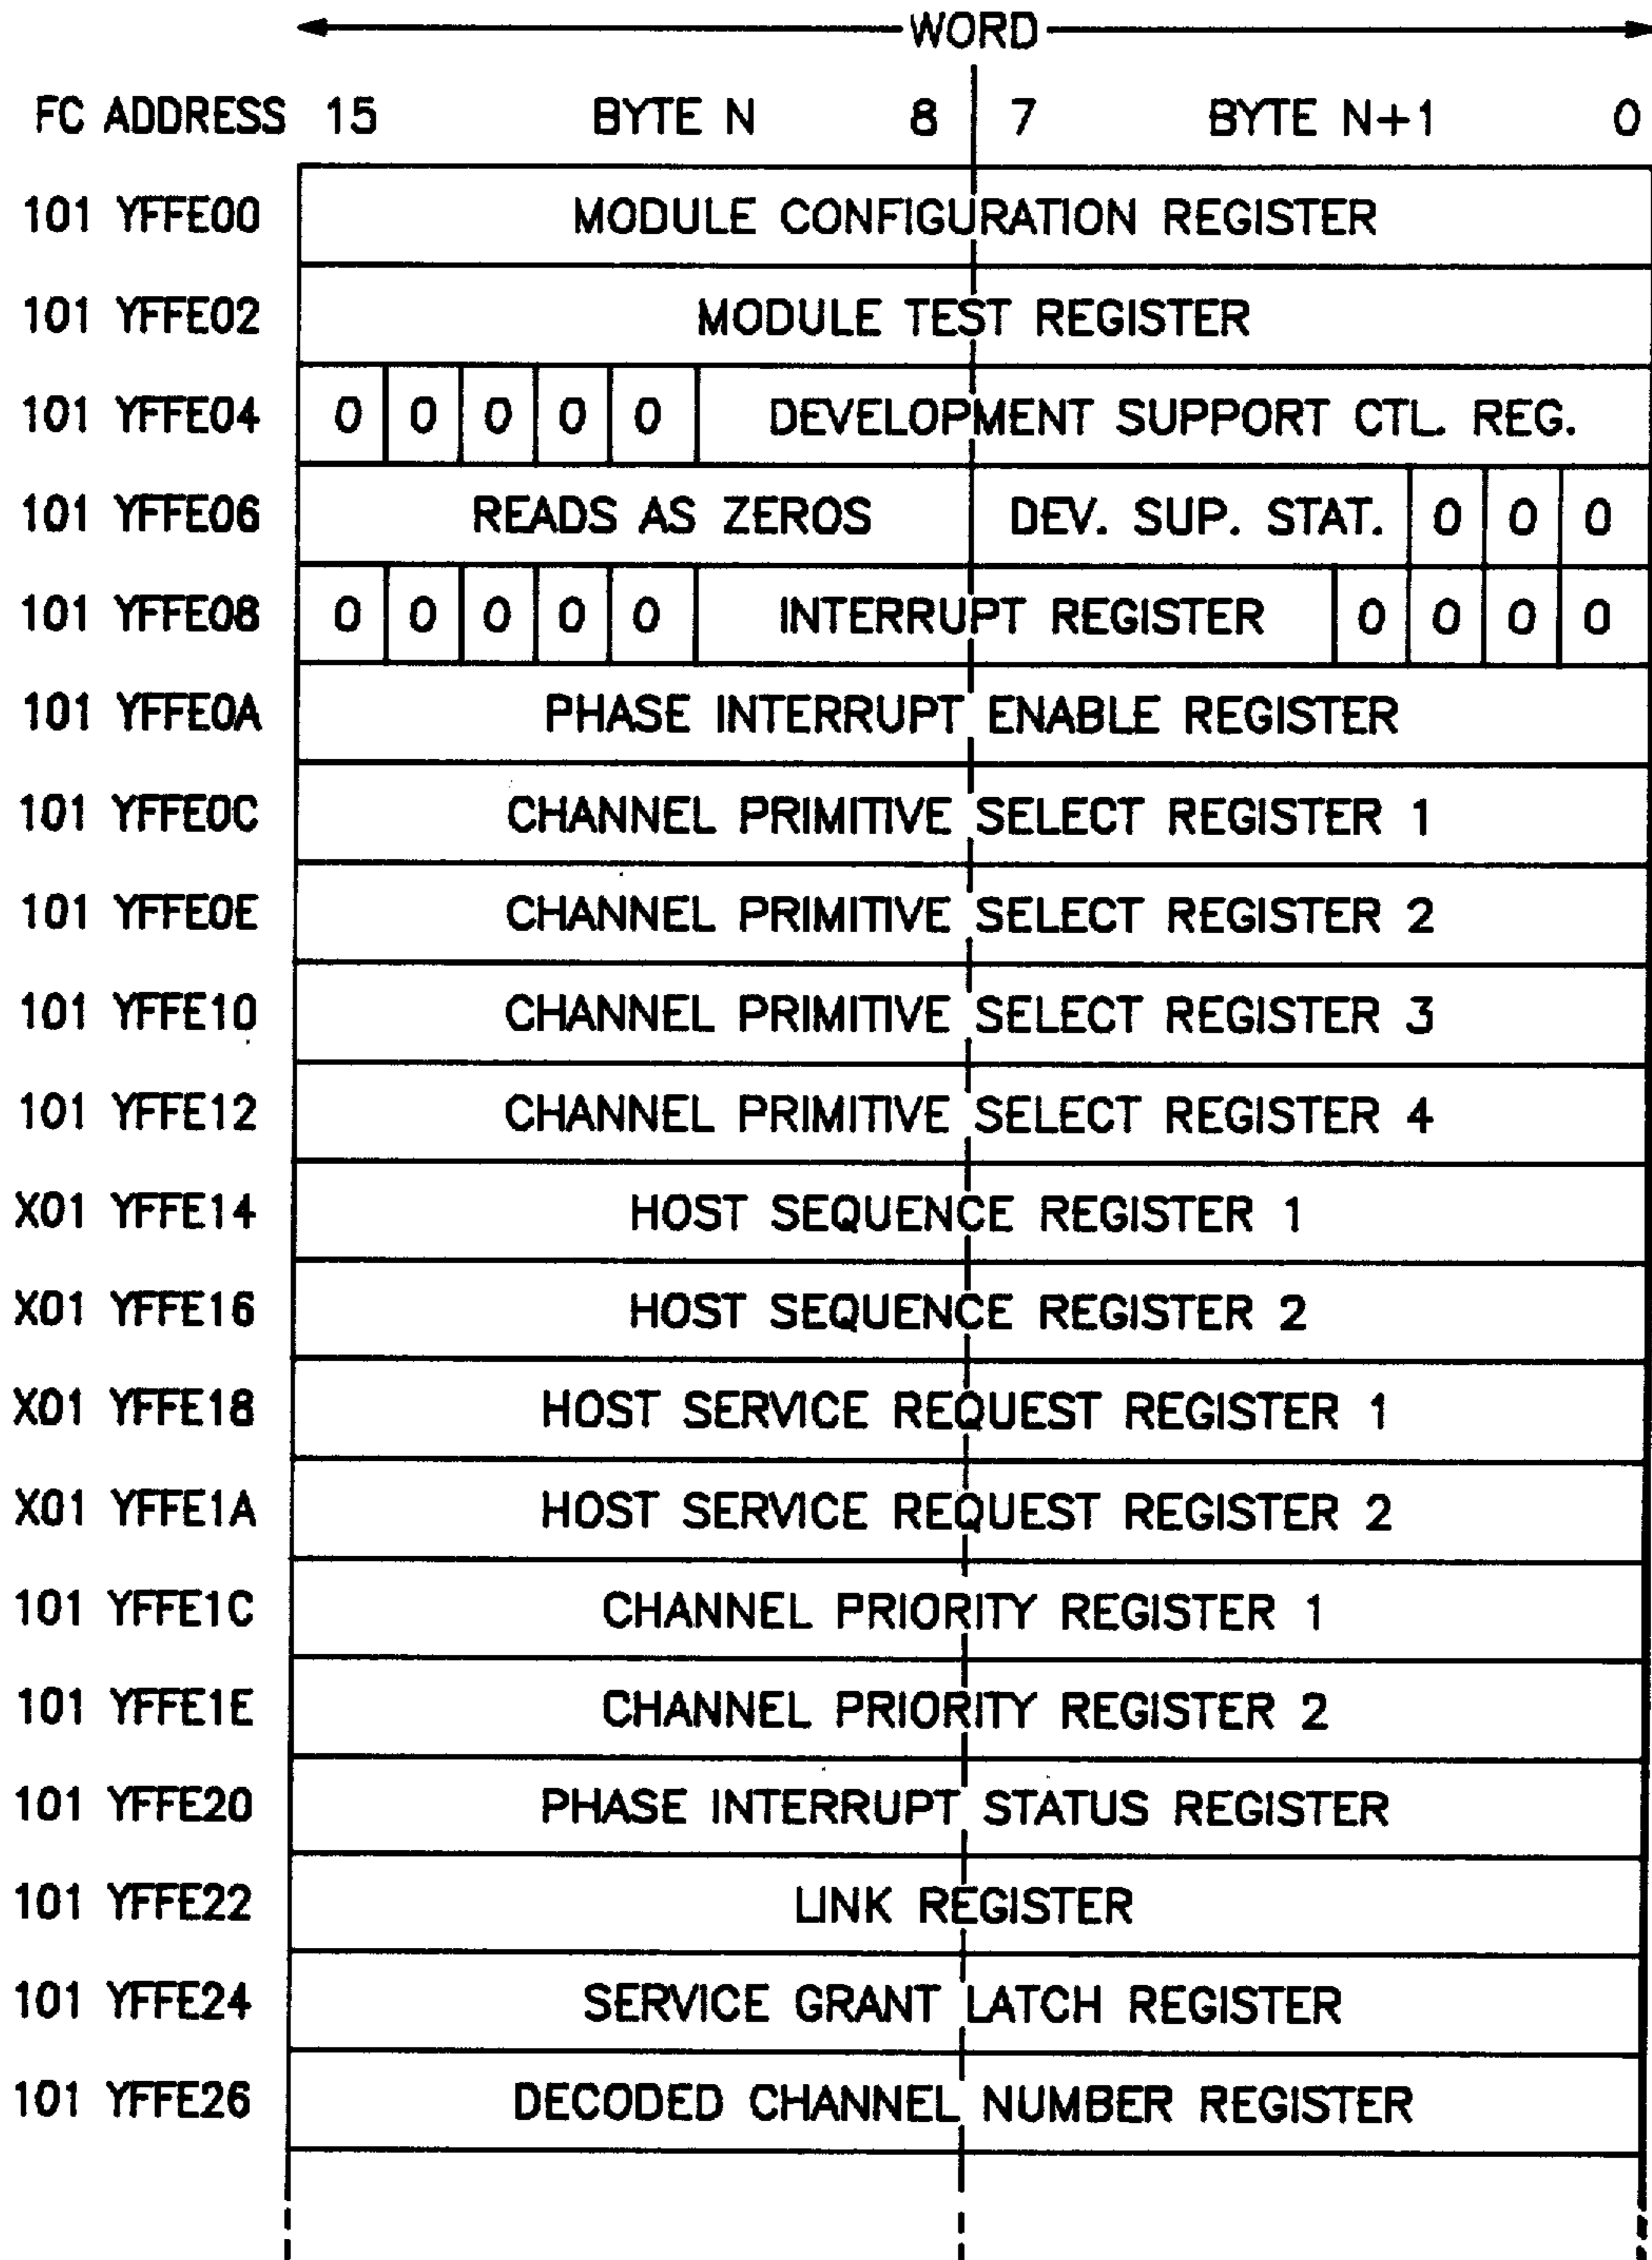 WORD
FC ADDRESS 15 BYTE N 8 7 BYTE N+1 0
101 YFFE00 MODULE CONFIGURATION REGISTER
101 YFFE02 MODULE TEST REGISTER
101 YFFE04 0 0 0 0 0 DEVELOPMENT SUPPORT CTL. REG.
101 YFFE06 READS AS ZEROS DEV. SUP. STAT. 0 0 0
101 YFFE08 0 0 0 0 0 INTERRUPT REGISTER 0 0 0 0
101 YFFE0A PHASE INTERRUPT ENABLE REGISTER
101 YFFE0C CHANNEL PRIMITIVE SELECT REGISTER 1
101 YFFE0E CHANNEL PRIMITIVE SELECT REGISTER 2
101 YFFE10 CHANNEL PRIMITIVE SELECT REGISTER 3
101 YFFE12 CHANNEL PRIMITIVE SELECT REGISTER 4
X01 YFFE14 HOST SEQUENCE REGISTER 1
X01 YFFE16 HOST SEQUENCE REGISTER 2
X01 YFFE18 HOST SERVICE REQUEST REGISTER 1
X01 YFFE1A HOST SERVICE REQUEST REGISTER 2
101 YFFE1C CHANNEL PRIORITY REGISTER 1
101 YFFE1E CHANNEL PRIORITY REGISTER 2
101 YFFE20 PHASE INTERRUPT STATUS REGISTER
101 YFFE22 LINK REGISTER
101 YFFE24 SERVICE GRANT LATCH REGISTER
101 YFFE26 DECODED CHANNEL NUMBER REGISTER